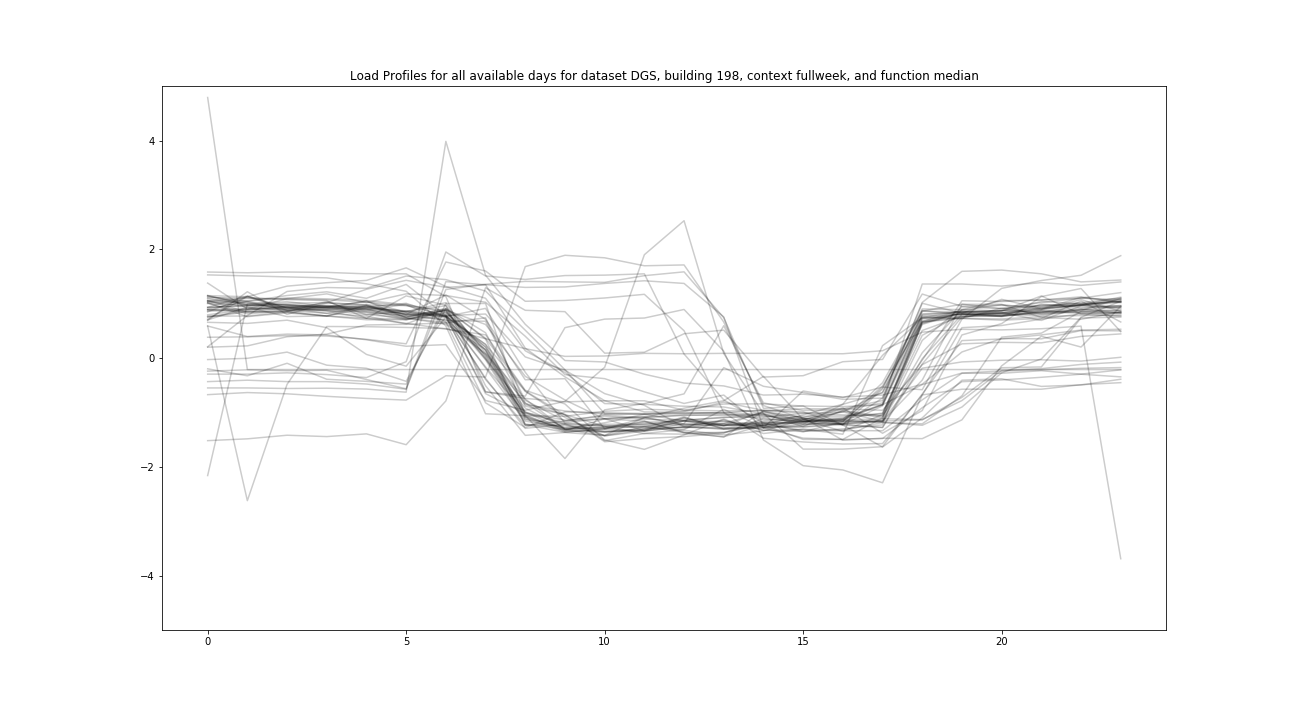 Load Profiles for all available days for dataset DGS, building 198, context fullweek, and function median
4
2
0
−2
−4
0 5 10 15 20